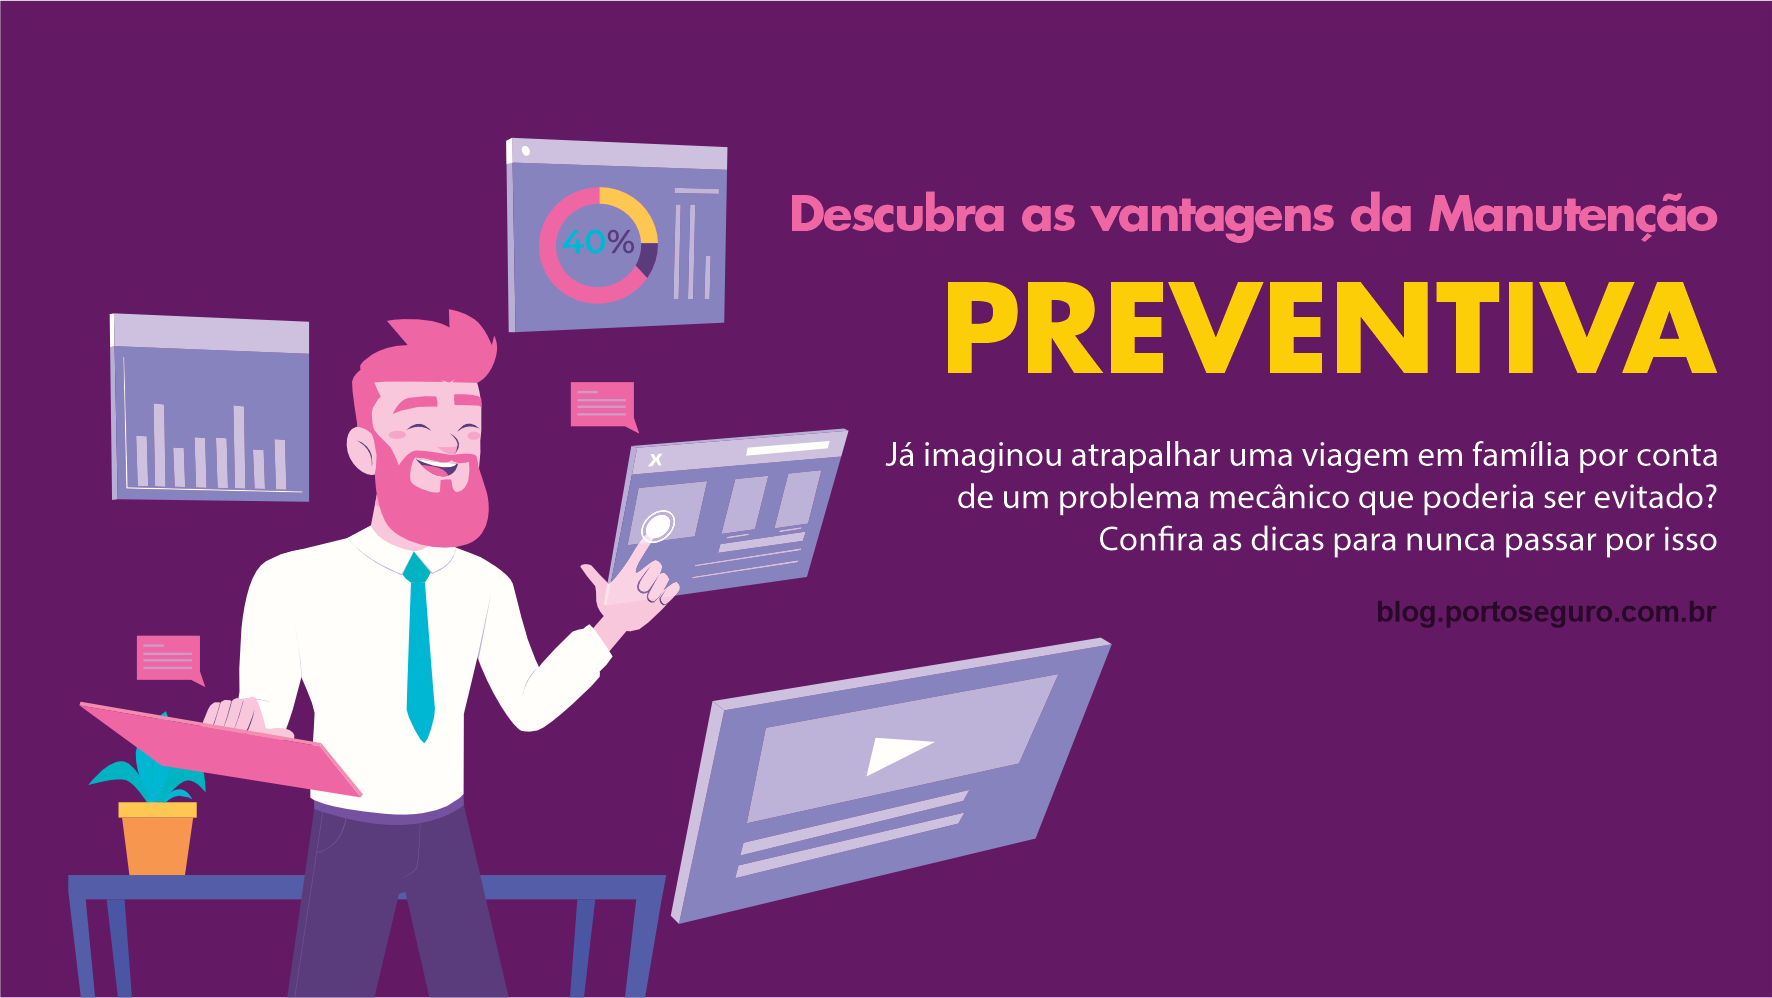 40%
Descubra as vantagens da Manutenção
PREVENTIVA
X
Já imaginou atrapalhar uma viagem em família por conta
de um problema mecânico que poderia ser evitado?
Confira as dicas para nunca passar por isso
blog.portoseguro.com.br